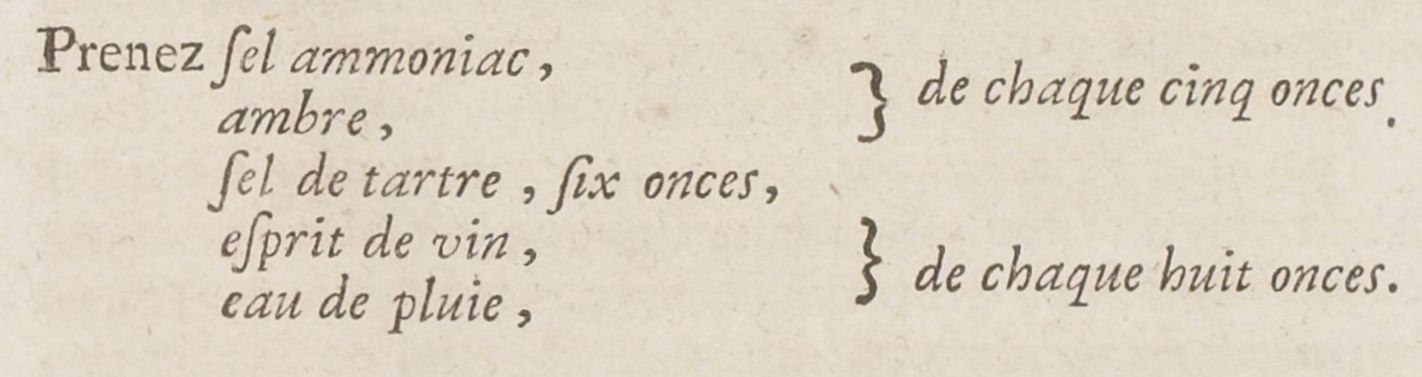 Prenez ſel ammoniac,
ambre,
} de chaque cinq onces.
ſel de tartre, ſix onces,
eſprit de vin,
eau de pluie,
} de chaque huit onces.